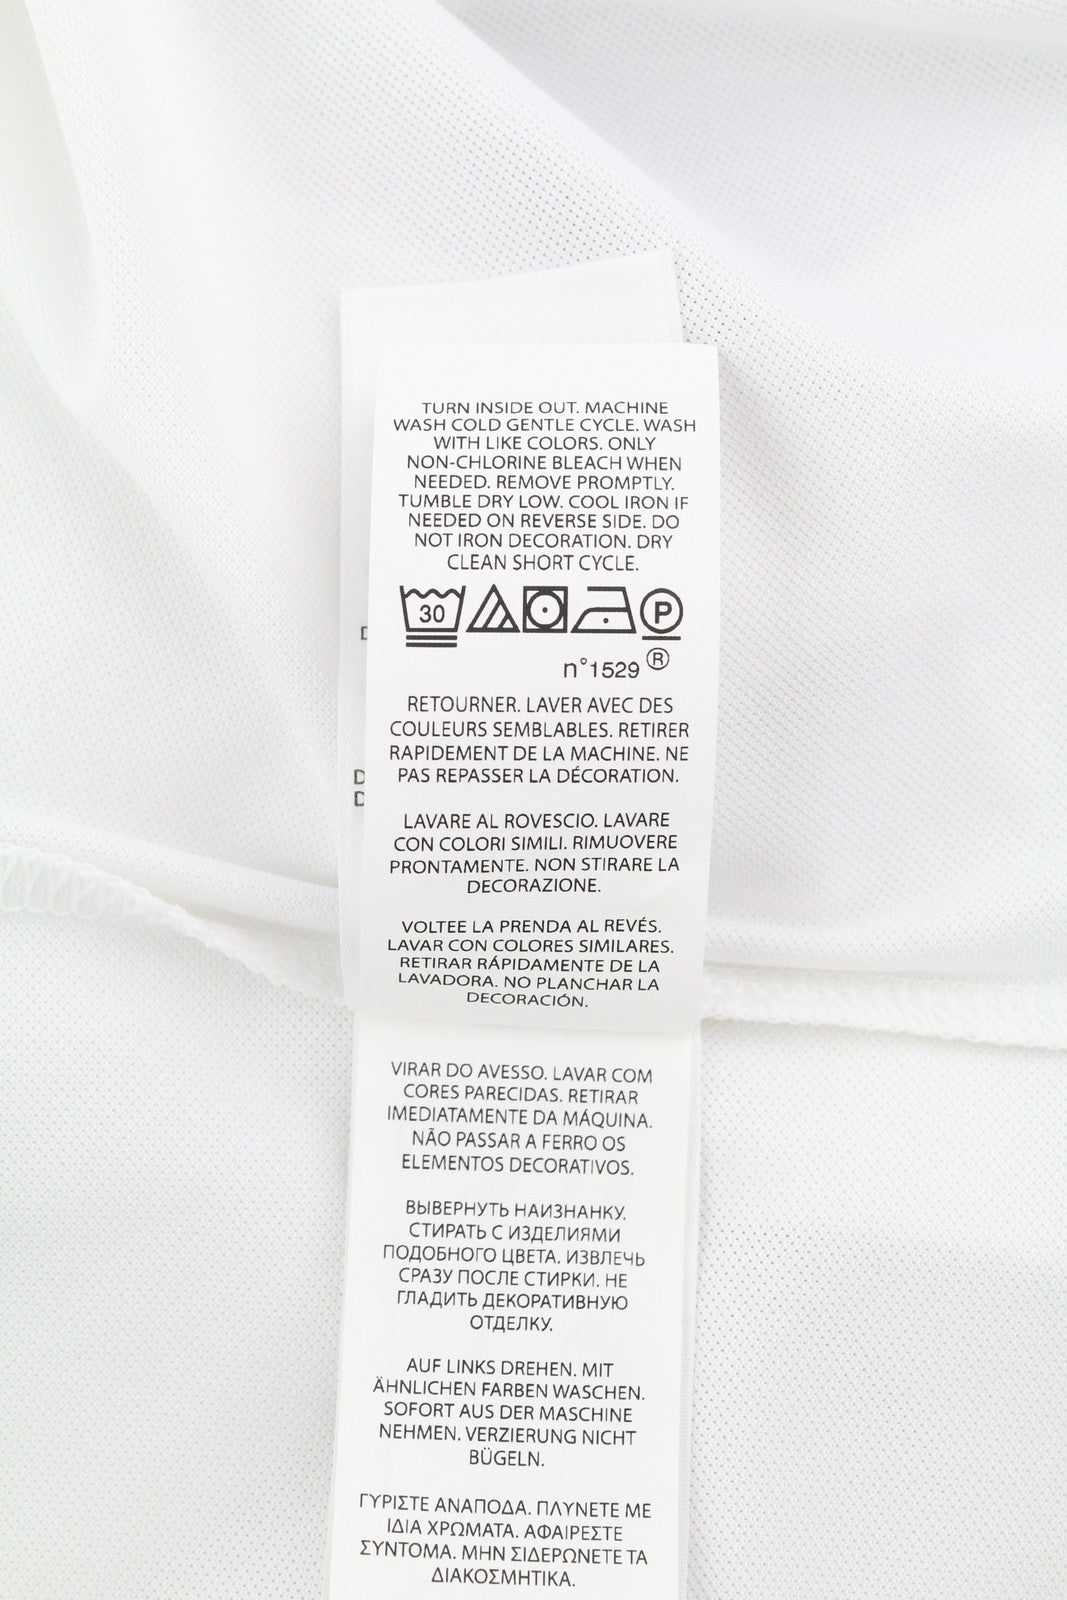 TURN INSIDE OUT. MACHINE
WASH COLD GENTLE CYCLE. WASH
WITH LIKE COLORS. ONLY
NON-CHLORINE BLEACH WHEN
NEEDED. REMOVE PROMPTLY.
TUMBLE DRY LOW. COOL IRON IF
NEEDED ON REVERSE SIDE. DO
NOT IRON DECORATION. DRY
CLEAN SHORT CYCLE.
30 P
n°1529 ®
RETOURNER. LAVER AVEC DES
COULEURS SEMBLABLES. RETIRER
RAPIDEMENT DE LA MACHINE. NE
PAS REPASSER LA DÉCORATION.
LAVARE AL ROVESCIO. LAVARE
CON COLORI SIMILI. RIMUOVERE
PRONTAMENTE. NON STIRARE LA
DECORAZIONE.
VOLTEE LA PRENDA AL REVÉS.
LAVAR CON COLORES SIMILARES.
RETIRAR RÁPIDAMENTE DE LA
LAVADORA. NO PLANCHAR LA
DECORACIÓN.
VIRAR DO AVESSO. LAVAR COM
CORES PARECIDAS. RETIRAR
IMEDIATAMENTE DA MÁQUINA.
NÃO PASSAR A FERRO OS
ELEMENTOS DECORATIVOS.
ВЫВЕРНУТЬ НАИЗНАНКУ.
СТИРАТЬ С ИЗДЕЛИЯМИ
ПОДОБНОГО ЦВЕТА. ИЗВЛЕЧЬ
СРАЗУ ПОСЛЕ СТИРКИ. НЕ
ГЛАДИТЬ ДЕКОРАТИВНУЮ
ОТДЕЛКУ.
AUF LINKS DREHEN. MIT
ÄHNLICHEN FARBEN WASCHEN.
SOFORT AUS DER MASCHINE
NEHMEN. VERZIERUNG NICHT
BÜGELN.
ΓΥΡΙΣΤΕ ΑΝΑΠΟΔΑ. ΠΛΥΝΕΤΕ ΜΕ
ΙΔΙΑ ΧΡΩΜΑΤΑ. ΑΦΑΙΡΕΣΤΕ
ΣΥΝΤΟΜΑ. ΜΗΝ ΣΙΔΕΡΩΝΕΤΕ ΤΑ
ΔΙΑΚΟΣΜΗΤΙΚΑ.